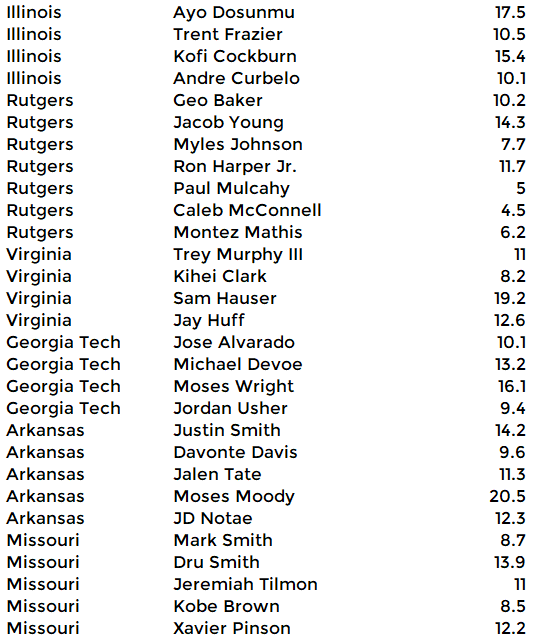 Illinois Ayo Dosunmu 17.5
Illinois Trent Frazier 10.5
Illinois Kofi Cockburn 15.4
Illinois Andre Curbelo 10.1
Rutgers Geo Baker 10.2
Rutgers Jacob Young 14.3
Rutgers Myles Johnson 7.7
Rutgers Ron Harper Jr. 11.7
Rutgers Paul Mulcahy 5
Rutgers Caleb McConnell 4.5
Rutgers Montez Mathis 6.2
Virginia Trey Murphy III 11
Virginia Kihei Clark 8.2
Virginia Sam Hauser 19.2
Virginia Jay Huff 12.6
Georgia Tech Jose Alvarado 10.1
Georgia Tech Michael Devoe 13.2
Georgia Tech Moses Wright 16.1
Georgia Tech Jordan Usher 9.4
Arkansas Justin Smith 14.2
Arkansas Davonte Davis 9.6
Arkansas Jalen Tate 11.3
Arkansas Moses Moody 20.5
Arkansas JD Notae 12.3
Missouri Mark Smith 8.7
Missouri Dru Smith 13.9
Missouri Jeremiah Tilmon 11
Missouri Kobe Brown 8.5
Missouri Xavier Pinson 12.2